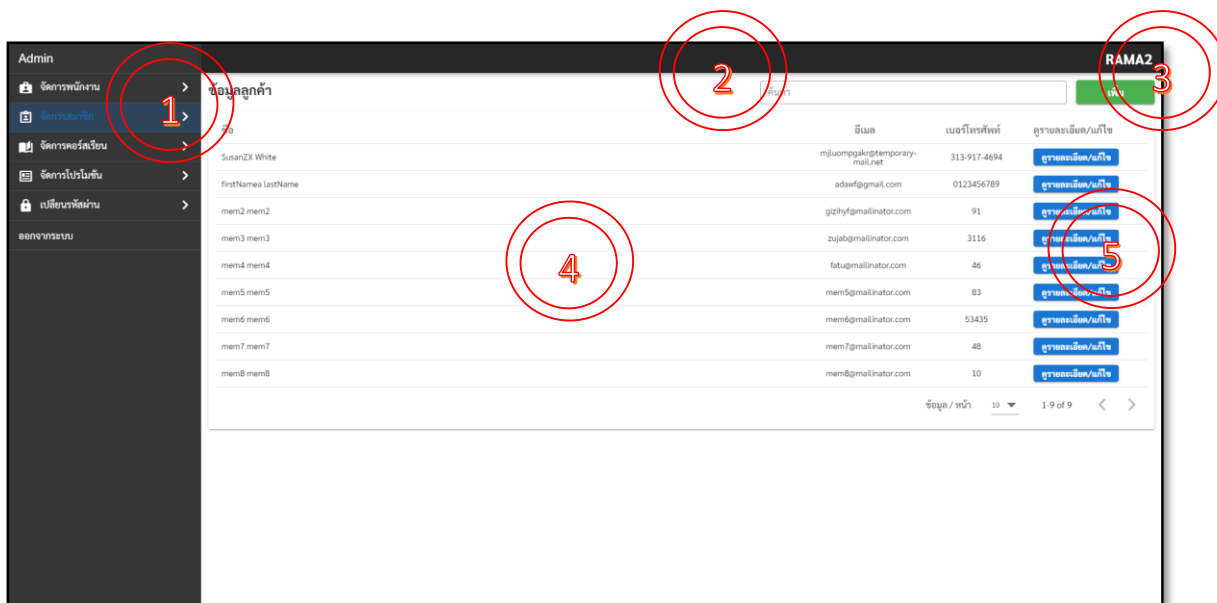 Admin
RAMA2
จัดการพนักงาน
จัดการสมาชิก
จัดการคอร์สเรียน
จัดการโปรโมชั่น
เปลี่ยนรหัสผ่าน
ออกจากระบบ
1
2
3
4
5
ข้อมูลลูกค้า
ค้นหา
เพิ่ม
ชื่อ อีเมล เบอร์โทรศัพท์ ดูรายละเอียด/แก้ไข
SusanZX White mjluompgakr@temporary-mail.net 313-917-4694 ดูรายละเอียด/แก้ไข
firstNamea lastName adawf@gmail.com 0123456789 ดูรายละเอียด/แก้ไข
mem2 mem2 gizihyf@mailinator.com 91 ดูรายละเอียด/แก้ไข
mem3 mem3 zujab@mailinator.com 3116 ดูรายละเอียด/แก้ไข
mem4 mem4 fatu@mailinator.com 46 ดูรายละเอียด/แก้ไข
mem5 mem5 mem5@mailinator.com 83 ดูรายละเอียด/แก้ไข
mem6 mem6 mem6@mailinator.com 53435 ดูรายละเอียด/แก้ไข
mem7 mem7 mem7@mailinator.com 48 ดูรายละเอียด/แก้ไข
mem8 mem8 mem8@mailinator.com 10 ดูรายละเอียด/แก้ไข
ข้อมูล / หน้า 10 1-9 of 9